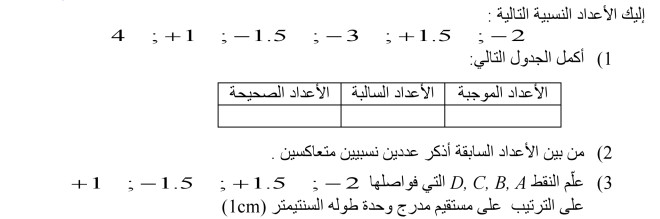 إليك الأعداد النسبية التالية :
−2 ; +1.5 ; −3 ; −1.5 ; +1 ; 4
1) أكمل الجدول التالي:
الأعداد الموجبة الأعداد السالبة الأعداد الصحيحة
2) من بين الأعداد السابقة أذكر عددين نسبيين متعاكسين .
3) علّم النقط D, C, B, A التي فواصلها −2 ; +1.5 ; −1.5 ; +1
على الترتيب على مستقيم مدرج وحدة طوله السنتيمتر (1cm)